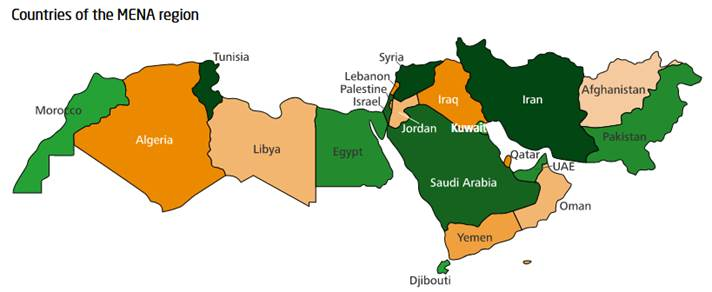 Countries of the MENA region
Tunisia
Syria
Lebanon
Palestine
Israel
Morocco
Algeria
Libya
Egypt
Jordan
Iraq
Kuwait
Iran
Afghanistan
Pakistan
Qatar
UAE
Saudi Arabia
Oman
Yemen
Djibouti